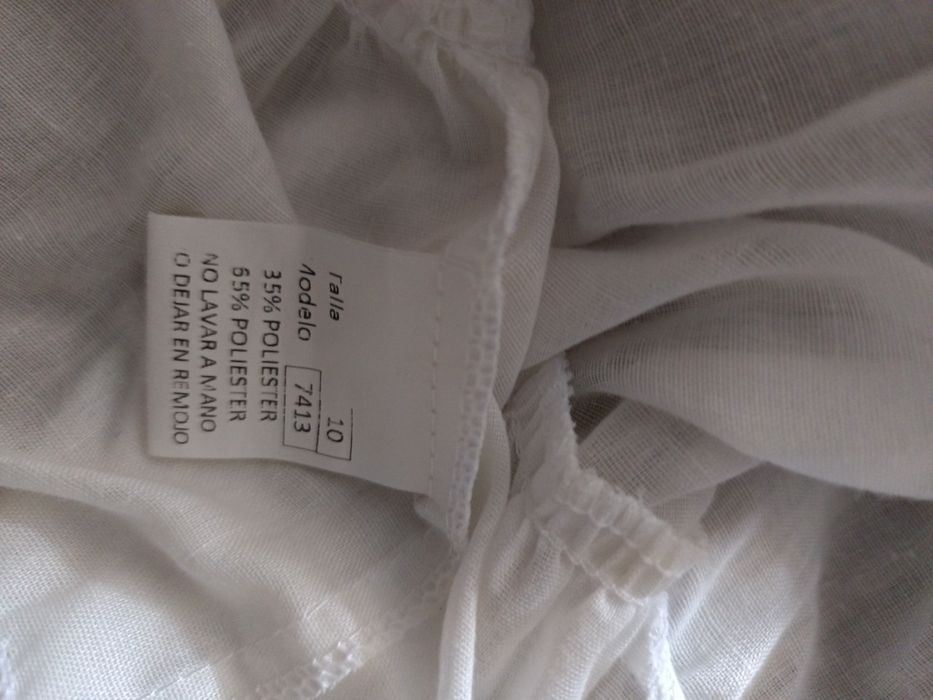 Talla 10
Modelo 7413
35% POLIESTER
65% POLIESTER
NO LAVAR A MANO
O DEJAR EN REMOJO